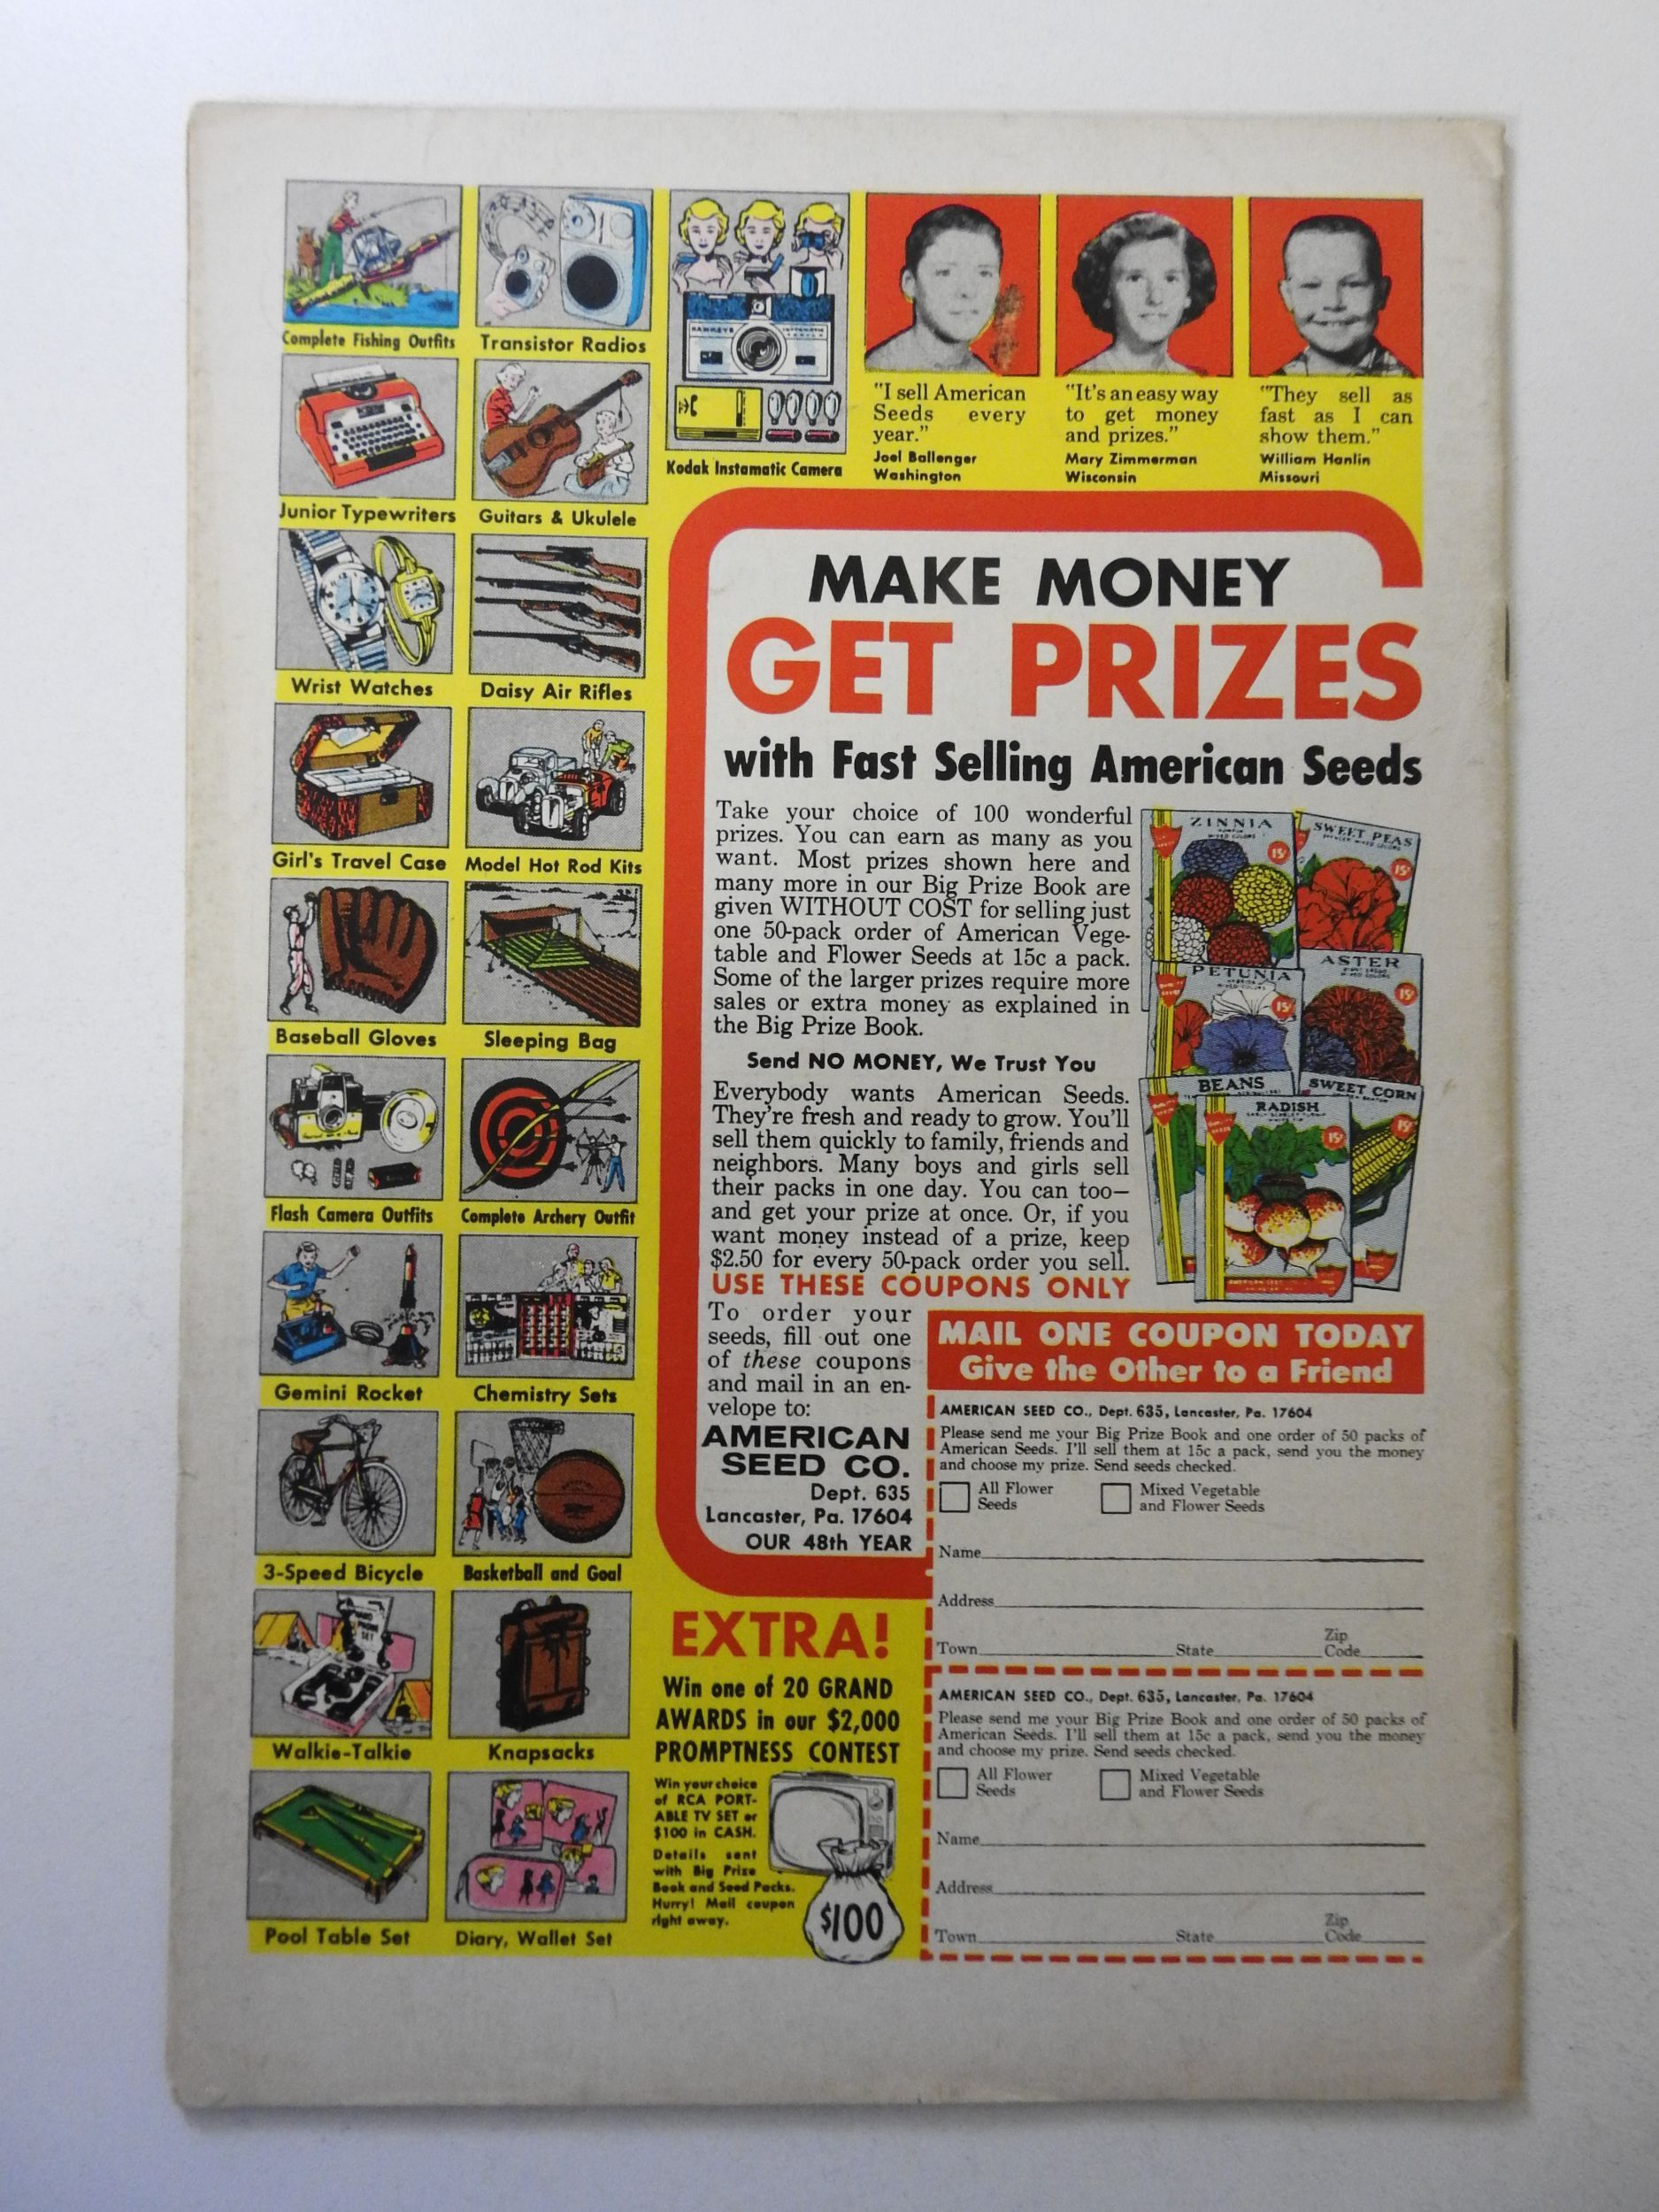 Complete Fishing Outfits
Transistor Radios
Junior Typewriters
Guitars & Ukulele
Wrist Watches
Daisy Air Rifles
Girl's Travel Case
Model Hot Rod Kits
Baseball Gloves
Sleeping Bag
Flash Camera Outfits
Complete Archery Outfit
Gemini Rocket
Chemistry Sets
3-Speed Bicycle
Basketball and Goal
Walkie-Talkie
Knapsacks
Pool Table Set
Diary, Wallet Set
HAWKEYE
INSTAMATIC
Kodak Instamatic Camera
"I sell American
Seeds every
year."
Joel Ballenger
Washington
"It's an easy way
to get money
and prizes."
Mary Zimmerman
Wisconsin
"They sell as
fast as I can
show them."
William Hanlin
Missouri
MAKE MONEY
GET PRIZES
with Fast Selling American Seeds
Take your choice of 100 wonderful
prizes. You can earn as many as you
want. Most prizes shown here and
many more in our Big Prize Book are
given WITHOUT COST for selling just
one 50-pack order of American Vege-
table and Flower Seeds at 15c a pack.
Some of the larger prizes require more
sales or extra money as explained in
the Big Prize Book.
Send NO MONEY, We Trust You
Everybody wants American Seeds.
They're fresh and ready to grow. You'll
sell them quickly to family, friends and
neighbors. Many boys and girls sell
their packs in one day. You can too—
and get your prize at once. Or, if you
want money instead of a prize, keep
$2.50 for every 50-pack order you sell.
USE THESE COUPONS ONLY
ZINNIA
MIXED COLORS
15¢
SWEET PEAS
15¢
PETUNIA
MIXED COLORS
15¢
ASTER
MIXED COLORS
15¢
BEANS
SWEET CORN
15¢
RADISH
15¢
To order your
seeds, fill out one
of these coupons
and mail in an en-
velope to:
AMERICAN
SEED CO.
Dept. 635
Lancaster, Pa. 17604
OUR 48th YEAR
EXTRA!
Win one of 20 GRAND
AWARDS in our $2,000
PROMPTNESS CONTEST
Win your choice
of RCA PORT-
ABLE TV SET or
$100 in CASH.
Details sent
with Big Prize
Book and Seed Packs.
Hurry! Mail coupon
right away.
$100
MAIL ONE COUPON TODAY
Give the Other to a Friend
AMERICAN SEED CO., Dept. 635, Lancaster, Pa. 17604
Please send me your Big Prize Book and one order of 50 packs of
American Seeds. I'll sell them at 15c a pack, send you the money
and choose my prize. Send seeds checked.
All Flower
Seeds
Mixed Vegetable
and Flower Seeds
Name
Address
Town State Zip Code
AMERICAN SEED CO., Dept. 635, Lancaster, Pa. 17604
Please send me your Big Prize Book and one order of 50 packs of
American Seeds. I'll sell them at 15c a pack, send you the money
and choose my prize. Send seeds checked.
All Flower
Seeds
Mixed Vegetable
and Flower Seeds
Name
Address
Town State Zip Code